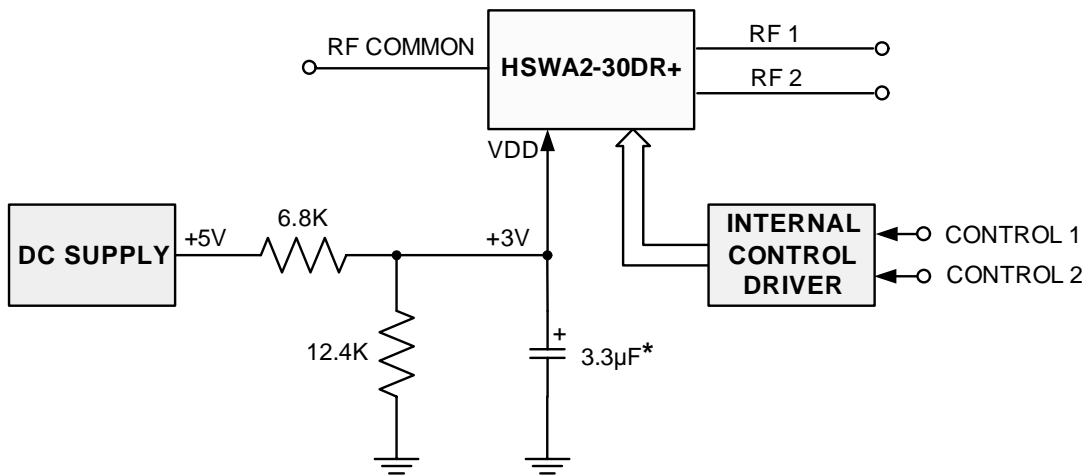 RF COMMON
HSWA2-30DR+
RF 1
RF 2
VDD
DC SUPPLY
+5V
6.8K
+3V
12.4K
+
3.3µF*
INTERNAL
CONTROL
DRIVER
CONTROL 1
CONTROL 2